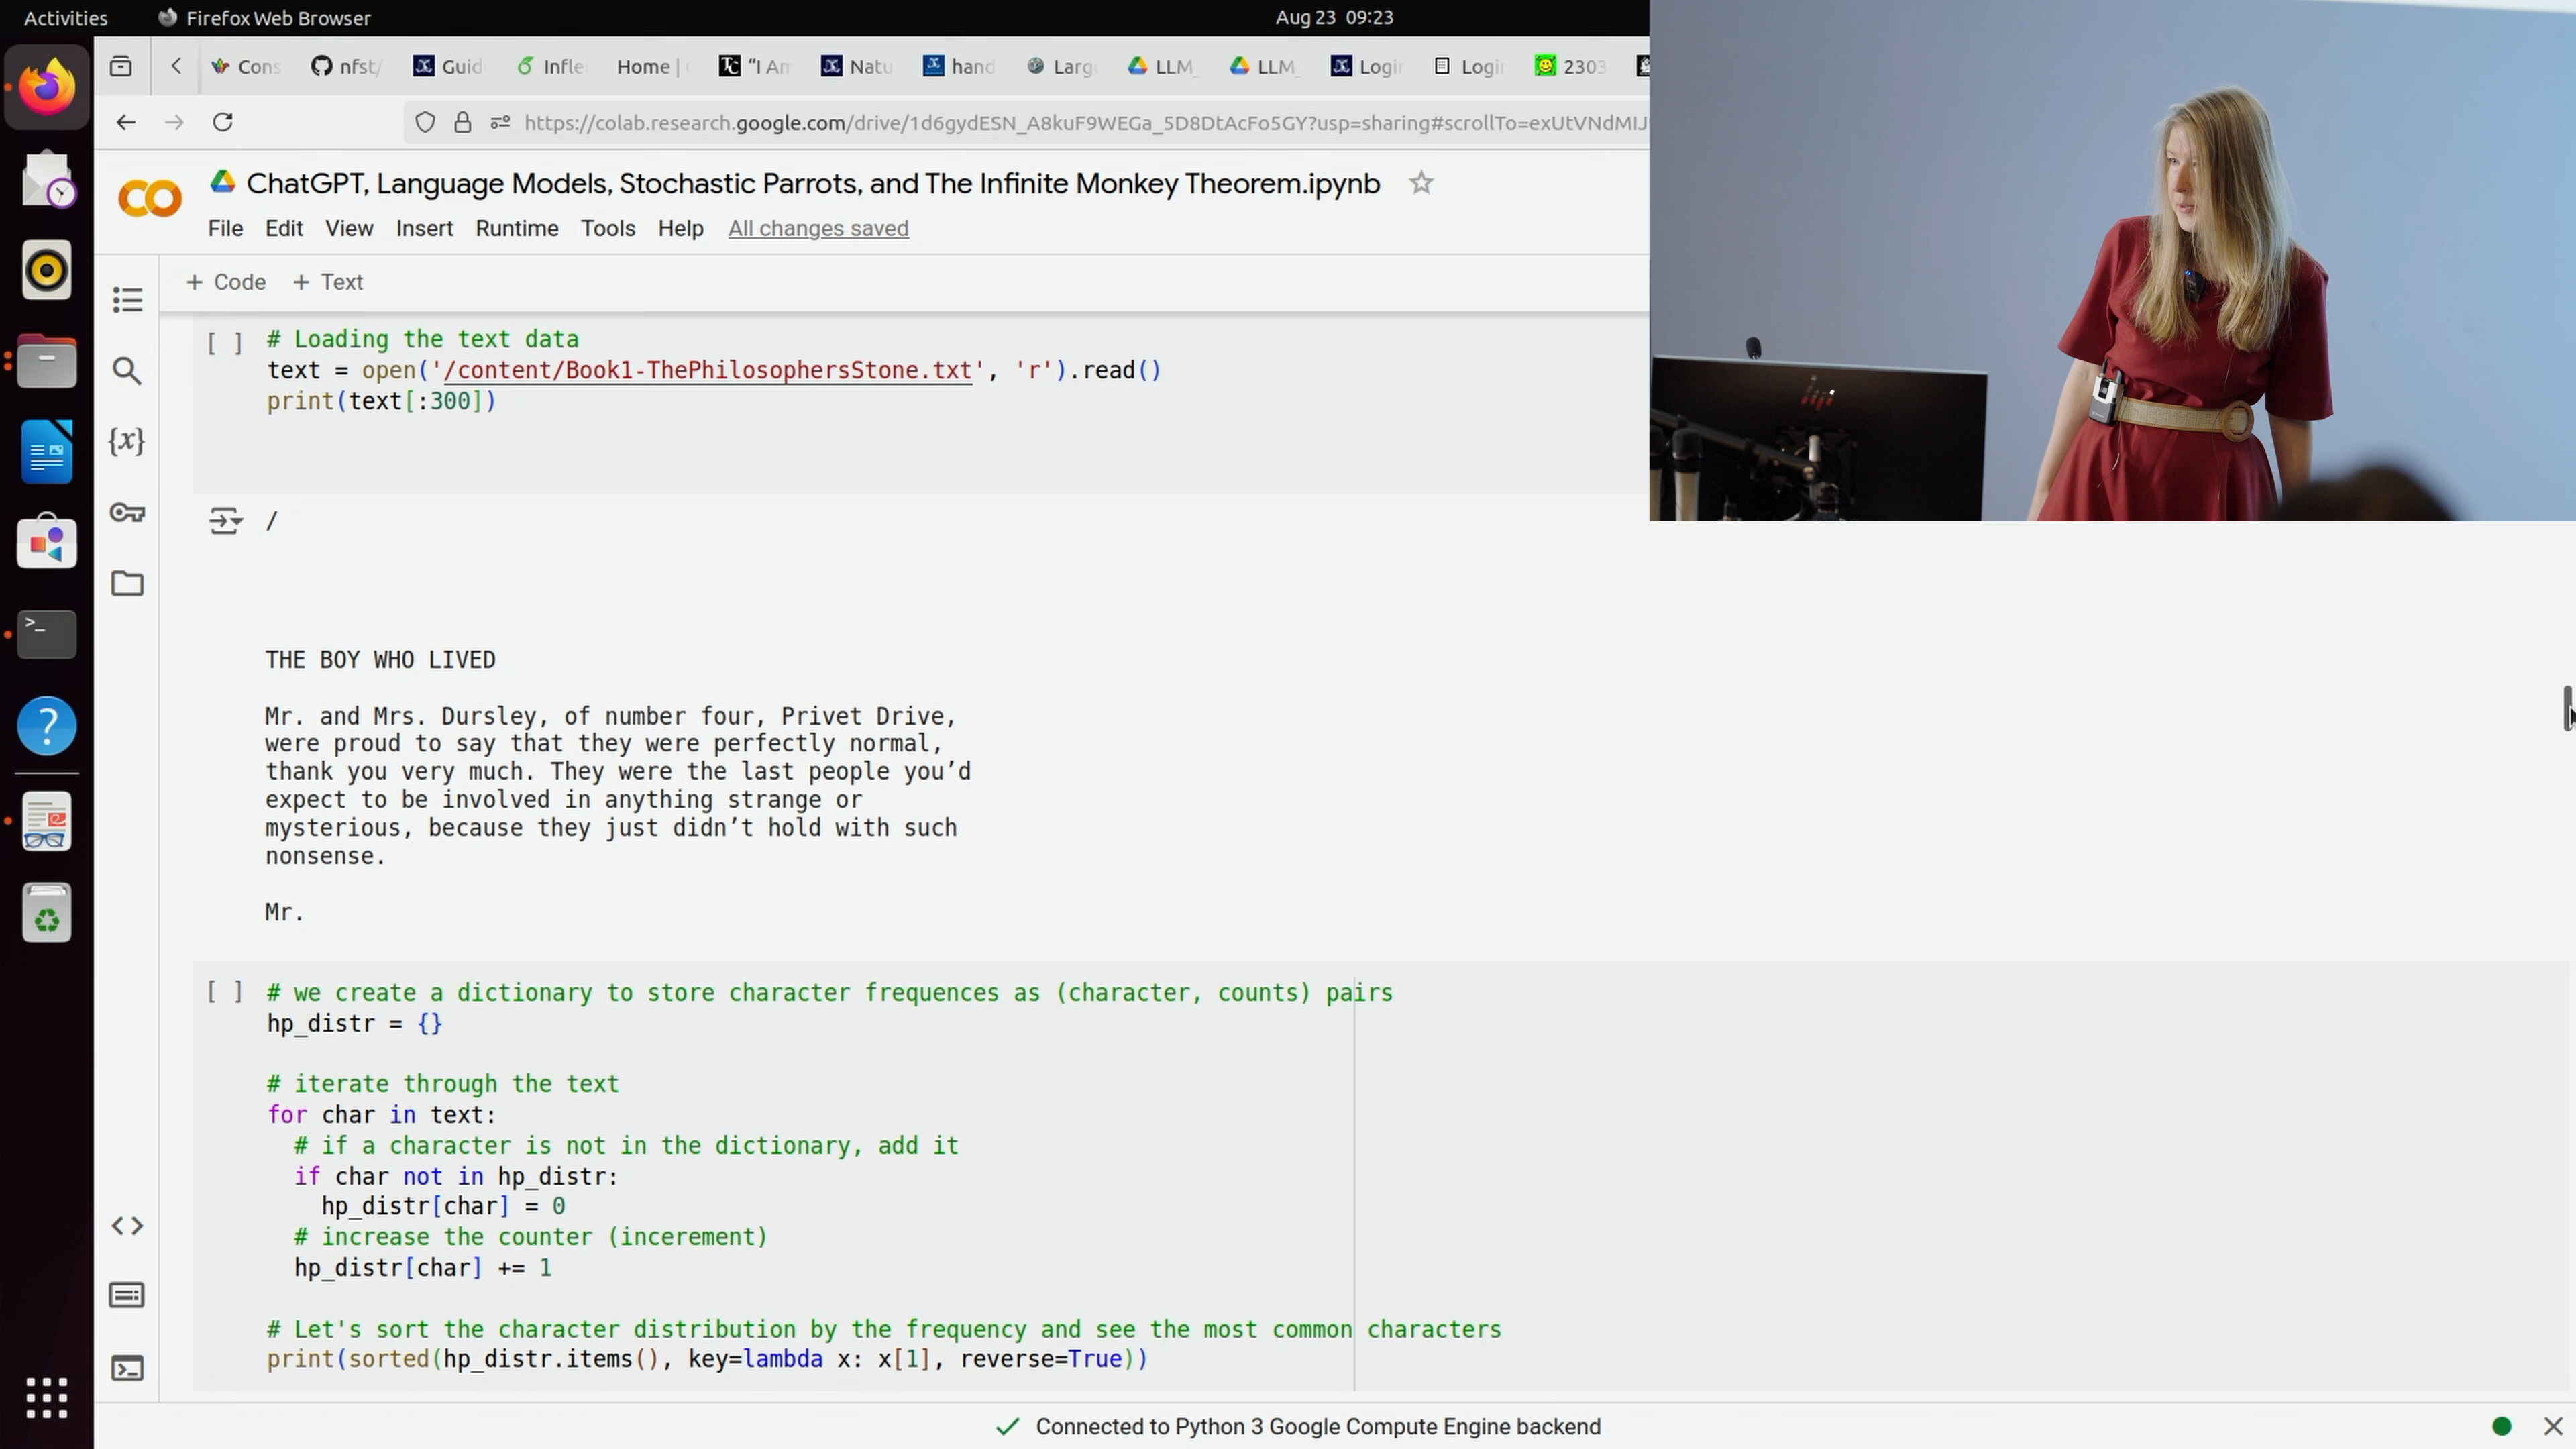 Activities Firefox Web Browser Aug 23 09:23
Cons nfst/ Guid Infle Home | "I Am Natu hand Larg LLM_ LLM_ Logi Logi 2303
https://colab.research.google.com/drive/1d6gydESN_A8kuF9WEGa_5D8DtAcFo5GY?usp=sharing#scrollTo=exUtVNdMIJ
ChatGPT, Language Models, Stochastic Parrots, and The Infinite Monkey Theorem.ipynb
File Edit View Insert Runtime Tools Help All changes saved
+ Code + Text
[ ] # Loading the text data
text = open('/content/Book1-ThePhilosophersStone.txt', 'r').read()
print(text[:300])
/
THE BOY WHO LIVED
Mr. and Mrs. Dursley, of number four, Privet Drive,
were proud to say that they were perfectly normal,
thank you very much. They were the last people you’d
expect to be involved in anything strange or
mysterious, because they just didn’t hold with such
nonsense.
Mr.
[ ] # we create a dictionary to store character frequences as (character, counts) pairs
hp_distr = {}
# iterate through the text
for char in text:
# if a character is not in the dictionary, add it
if char not in hp_distr:
hp_distr[char] = 0
# increase the counter (incerement)
hp_distr[char] += 1
# Let's sort the character distribution by the frequency and see the most common characters
print(sorted(hp_distr.items(), key=lambda x: x[1], reverse=True))
Connected to Python 3 Google Compute Engine backend